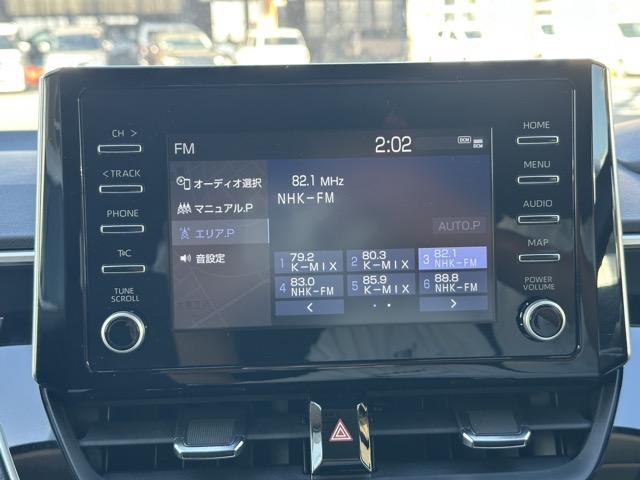 CH >
< TRACK
PHONE
T&C
TUNE
SCROLL
FM
2:02
DCM
DCM
オーディオ選択
マニュアル.P
エリア.P
音設定
82.1 MHz
NHK-FM
AUTO.P
1 79.2 K-MIX
2 80.3 K-MIX
3 82.1 NHK-FM
4 83.0 NHK-FM
5 85.9 K-MIX
6 88.8 NHK-FM
< >
HOME
MENU
AUDIO
MAP
POWER
VOLUME